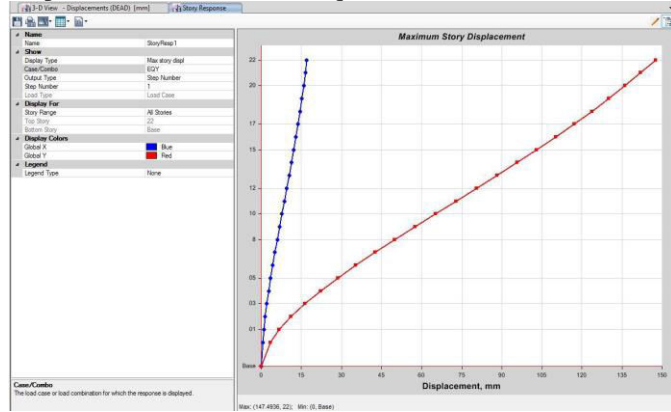 3-D View - Displacements (DEAD) [mm]
Story Response
Name
Name StoryResp1
Show
Display Type Max story displ
Case/Combo EQY
Output Type Step Number
Step Number 1
Load Type Load Case
Display For
Story Range All Stories
Top Story 22
Bottom Story Base
Display Colors
Global X Blue
Global Y Red
Legend
Legend Type None
Case/Combo
The load case or load combination for which the response is displayed.
Maximum Story Displacement
22
20
17
15
12
10
8
05
03
01
Base
0 15 30 45 60 75 90 105 120 135 150
Displacement, mm
Max: (147.4936, 22); Min: (0, Base)